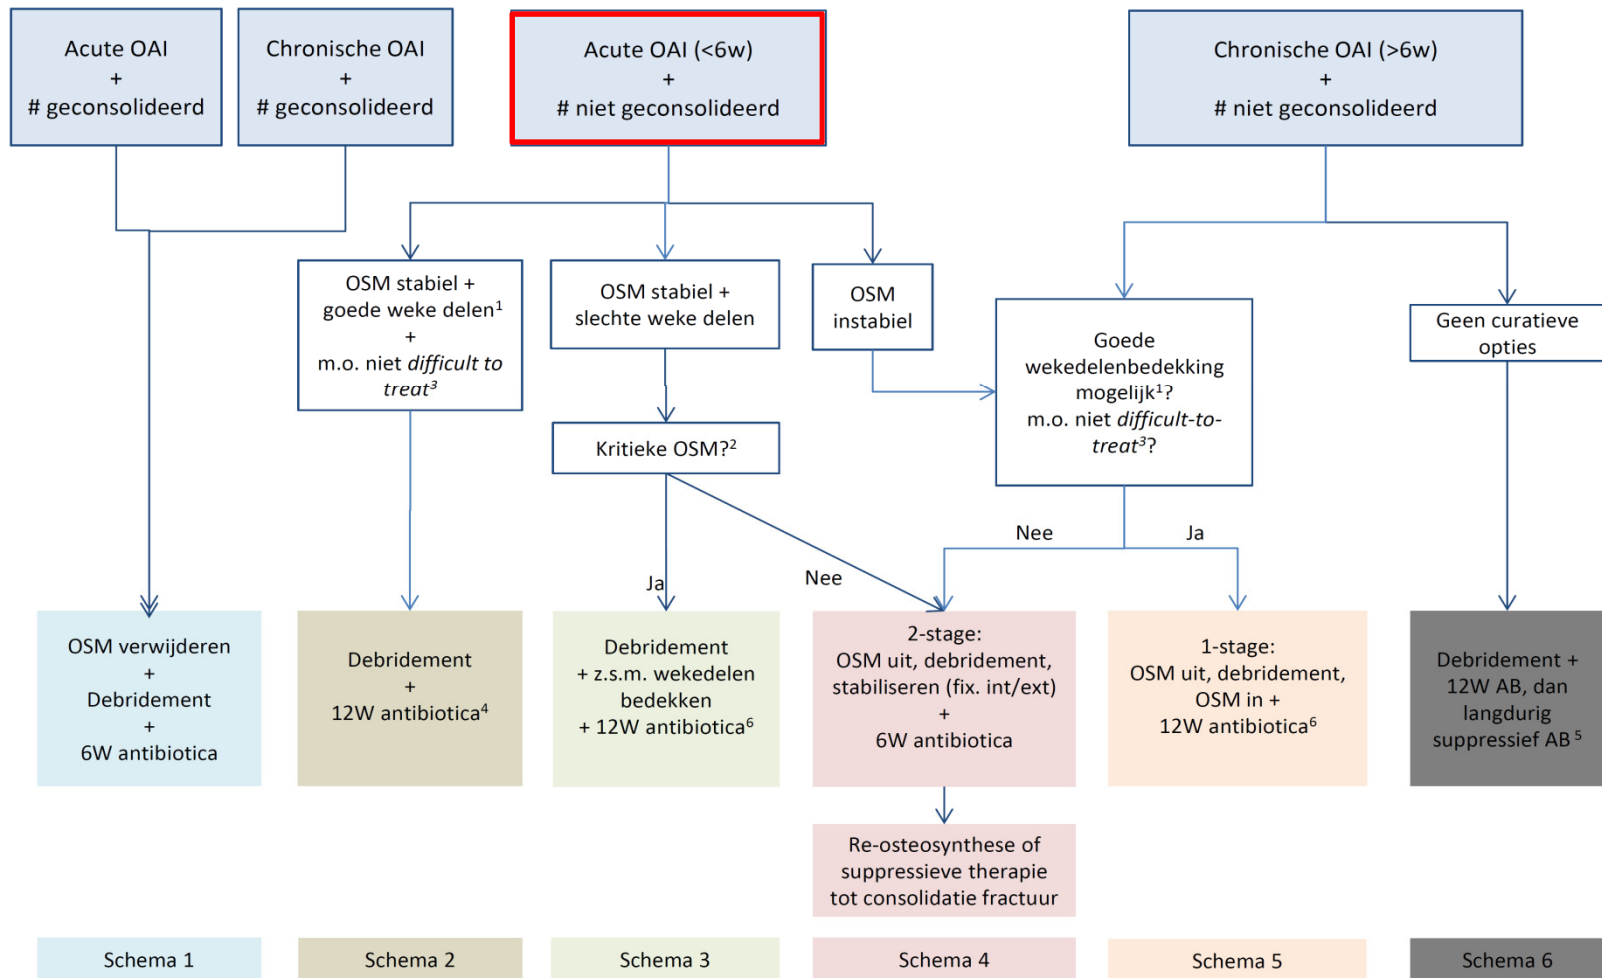 Acute OAI
+
# geconsolideerd
Chronische OAI
+
# geconsolideerd
Acute OAI (<6w)
+
# niet geconsolideerd
Chronische OAI (>6w)
+
# niet geconsolideerd
OSM stabiel +
goede weke delen¹
+
m.o. niet difficult to
treat³
OSM stabiel +
slechte weke delen
OSM
instabiel
Goede
wekedelenbedekking
mogelijk¹?
m.o. niet difficult-to-
treat³?
Geen curatieve
opties
Kritieke OSM?²
Ja
Nee
Nee
Ja
OSM verwijderen
+
Debridement
+
6W antibiotica
Debridement
+
12W antibiotica⁴
Debridement
+ z.s.m. wekedelen
bedekken
+ 12W antibiotica⁶
2-stage:
OSM uit, debridement,
stabiliseren (fix. int/ext)
+
6W antibiotica
1-stage:
OSM uit, debridement,
OSM in +
12W antibiotica⁶
Debridement +
12W AB, dan
langdurig
suppressief AB ⁵
Re-osteosynthese of
suppressieve therapie
tot consolidatie fractuur
Schema 1
Schema 2
Schema 3
Schema 4
Schema 5
Schema 6